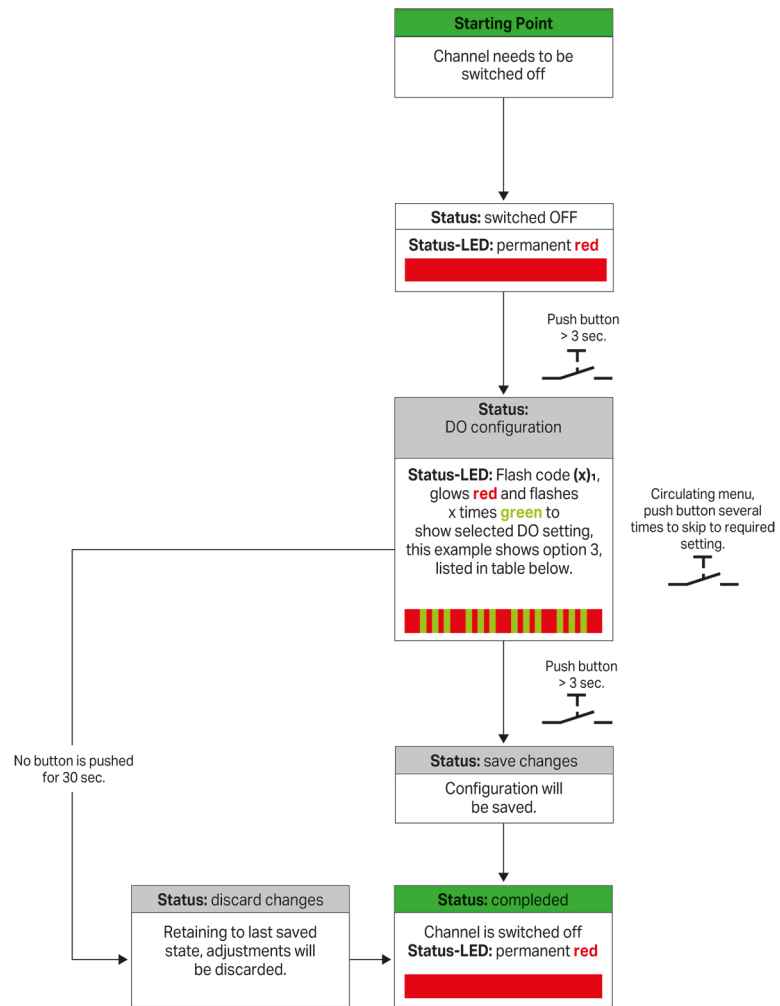 Starting Point
Channel needs to be
switched off
Status: switched OFF
Status-LED: permanent red
Push button
> 3 sec.
Status:
DO configuration
Status-LED: Flash code (x)₁,
glows red and flashes
x times green to
show selected DO setting,
this example shows option 3,
listed in table below.
Circulating menu,
push button several
times to skip to required
setting.
Push button
> 3 sec.
No button is pushed
for 30 sec.
Status: save changes
Configuration will
be saved.
Status: discard changes
Retaining to last saved
state, adjustments will
be discarded.
Status: compleded
Channel is switched off
Status-LED: permanent red